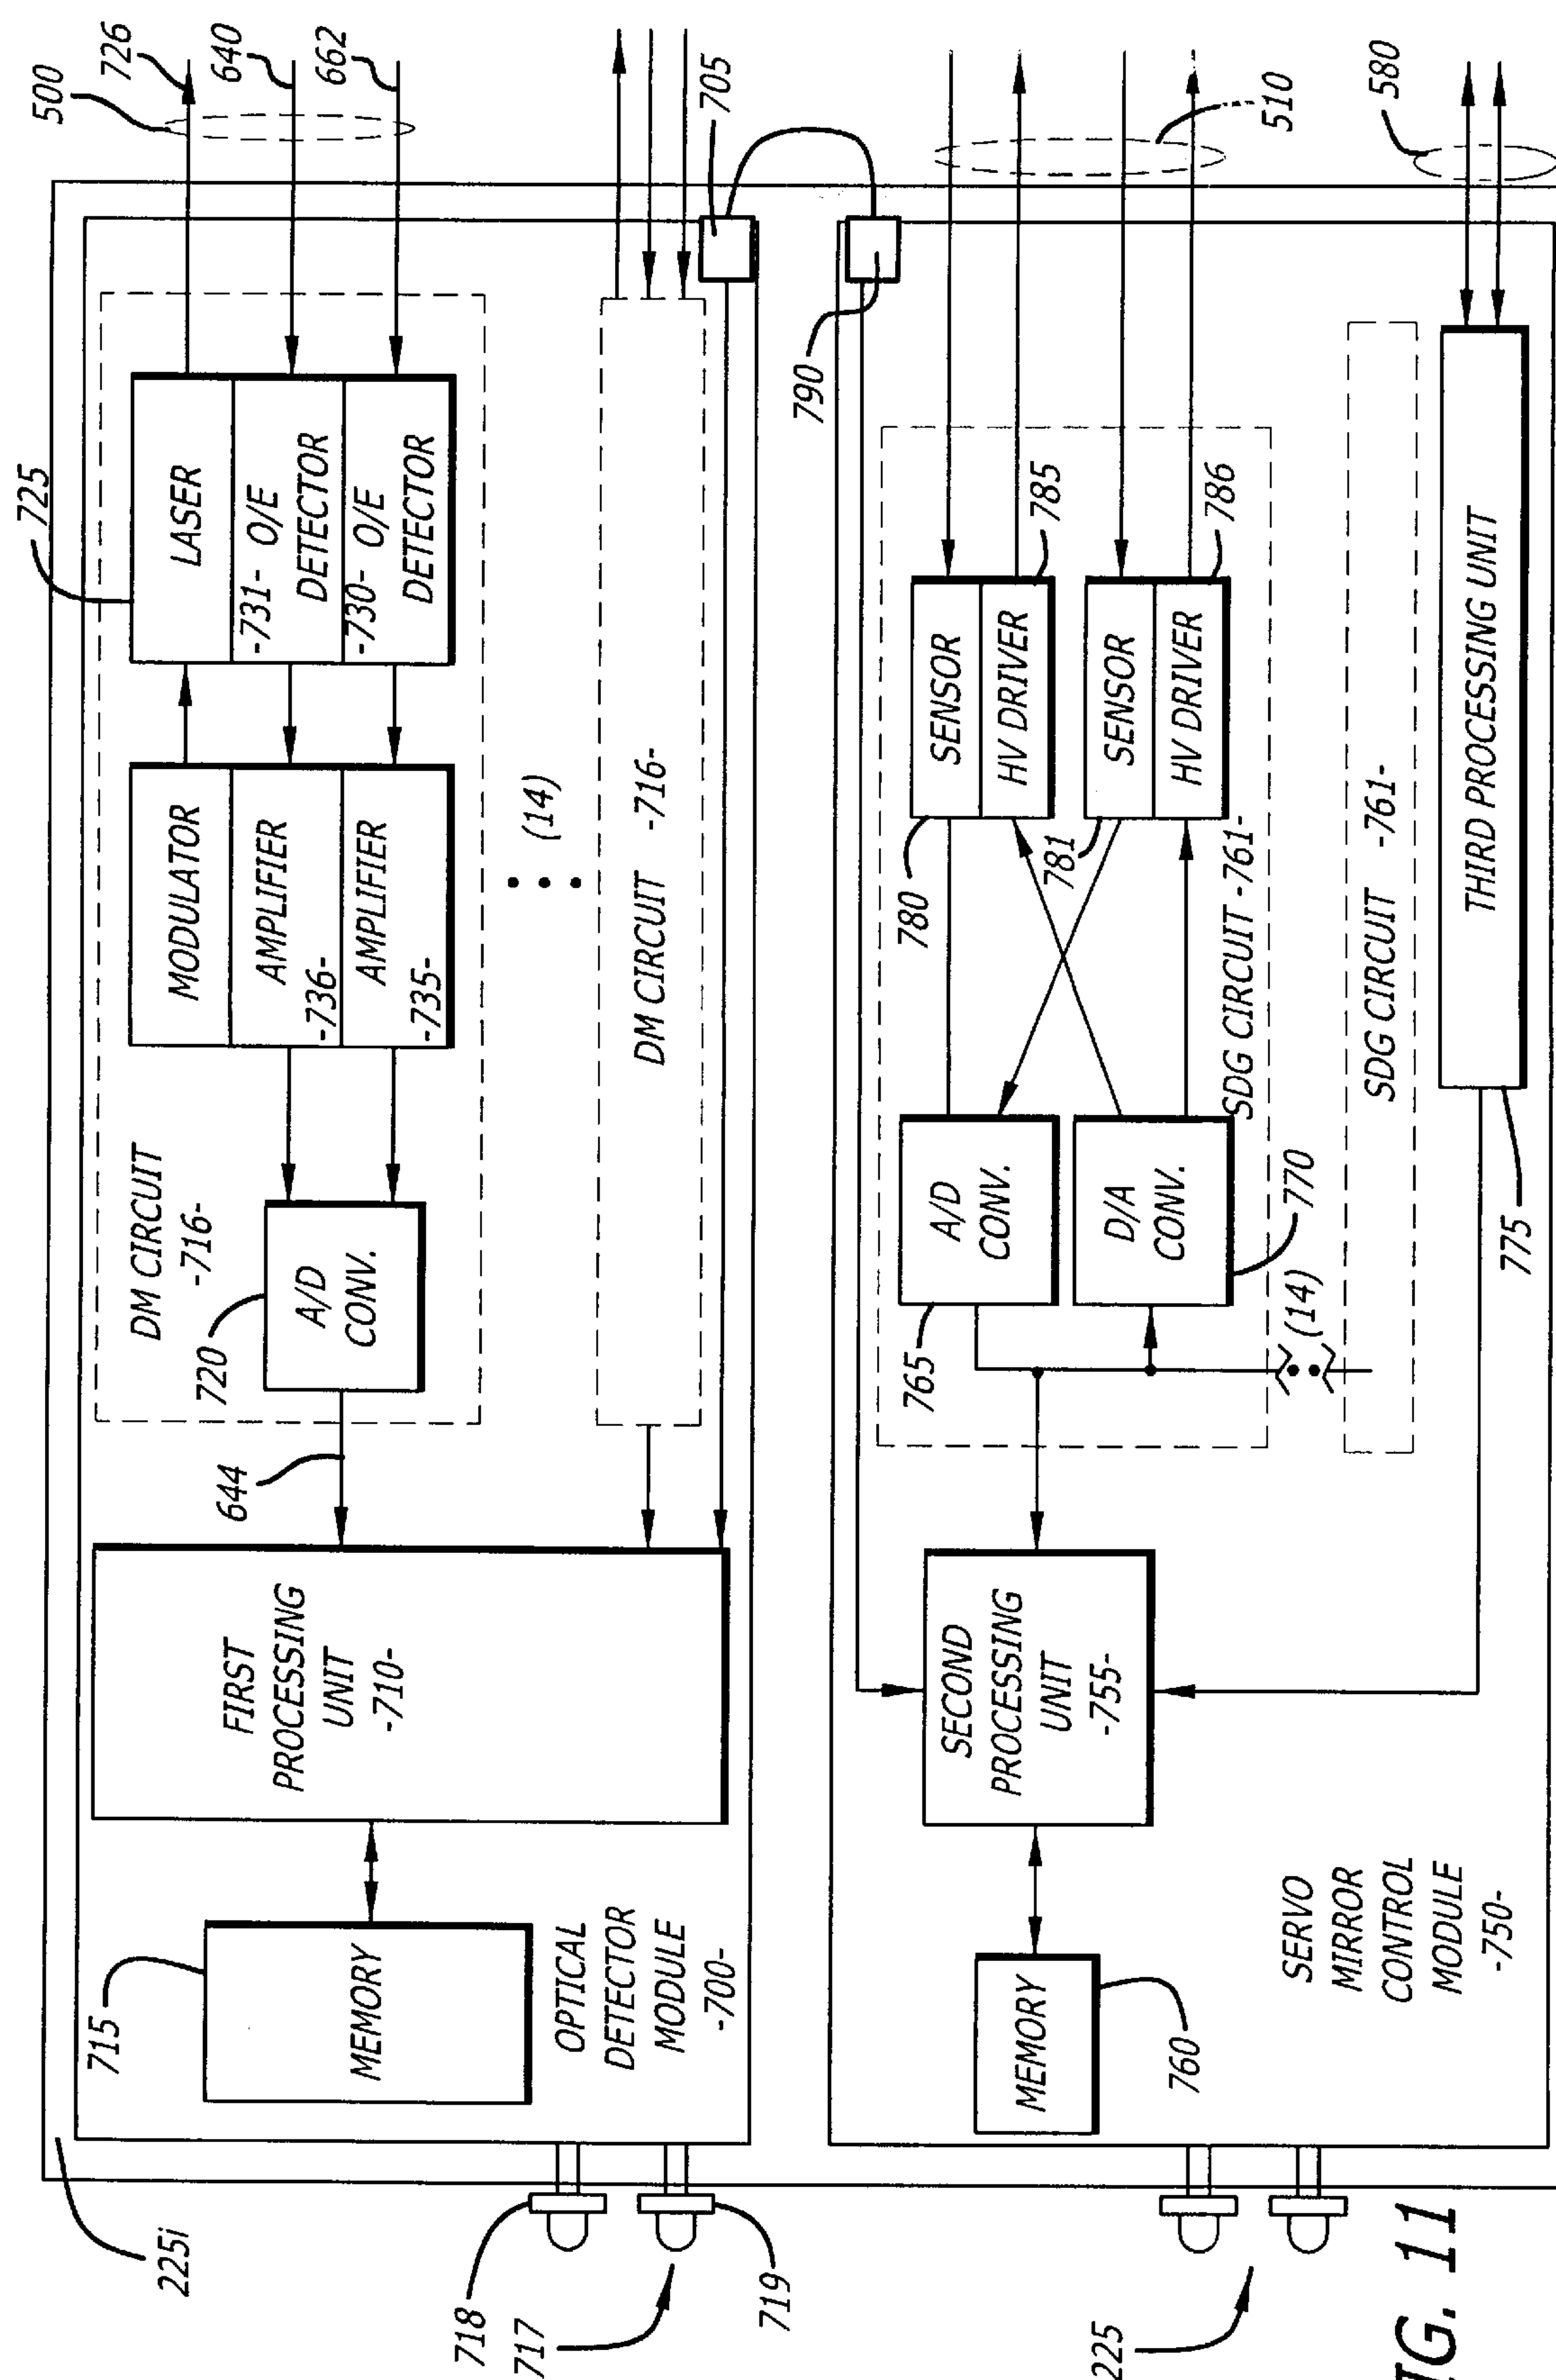 500
726
640
662
725
LASER
-731- O/E
DETECTOR
-730- O/E
DETECTOR
MODULATOR
AMPLIFIER
-736-
AMPLIFIER
-735-
DM CIRCUIT
-716-
720
A/D
CONV.
644
(14)
DM CIRCUIT -716-
705
FIRST
PROCESSING
UNIT
-710-
715
MEMORY
OPTICAL
DETECTOR
MODULE
-700-
225i
718
717
719
790
510
580
780
SENSOR
HV DRIVER
785
781
SENSOR
HV DRIVER
786
SDG CIRCUIT -761-
765
A/D
CONV.
D/A
CONV.
770
(14)
SDG CIRCUIT -761-
THIRD PROCESSING UNIT
775
SECOND
PROCESSING
UNIT
-755-
MEMORY
760
SERVO
MIRROR
CONTROL
MODULE
-750-
225
FIG. 11